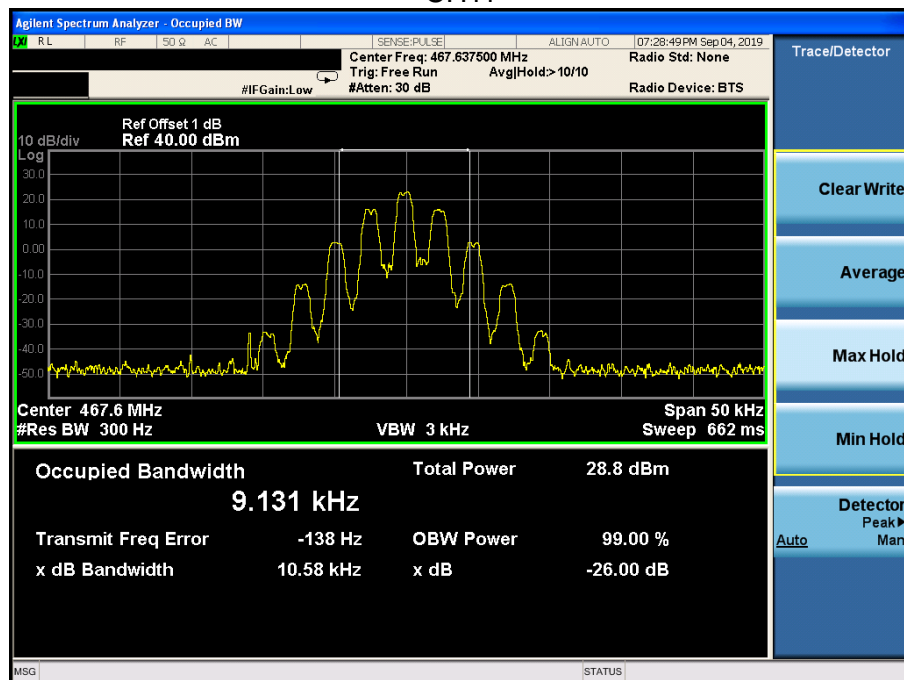 Agilent Spectrum Analyzer - Occupied BW
LXI RL RF 50 Ω AC SENSE:PULSE ALIGN AUTO 07:28:49 PM Sep 04, 2019
Center Freq: 467.637500 MHz Radio Std: None
Trig: Free Run Avg|Hold:> 10/10
#IFGain:Low #Atten: 30 dB Radio Device: BTS
Trace/Detector
Ref Offset 1 dB
10 dB/div Ref 40.00 dBm
Log
30.0
20.0
10.0
0.00
-10.0
-20.0
-30.0
-40.0
-50.0
Center 467.6 MHz Span 50 kHz
#Res BW 300 Hz VBW 3 kHz Sweep 662 ms
Clear Write
Average
Max Hold
Min Hold
Occupied Bandwidth Total Power 28.8 dBm
9.131 kHz
Transmit Freq Error -138 Hz OBW Power 99.00 %
x dB Bandwidth 10.58 kHz x dB -26.00 dB
Detector
Peak▶
Auto Man
MSG STATUS